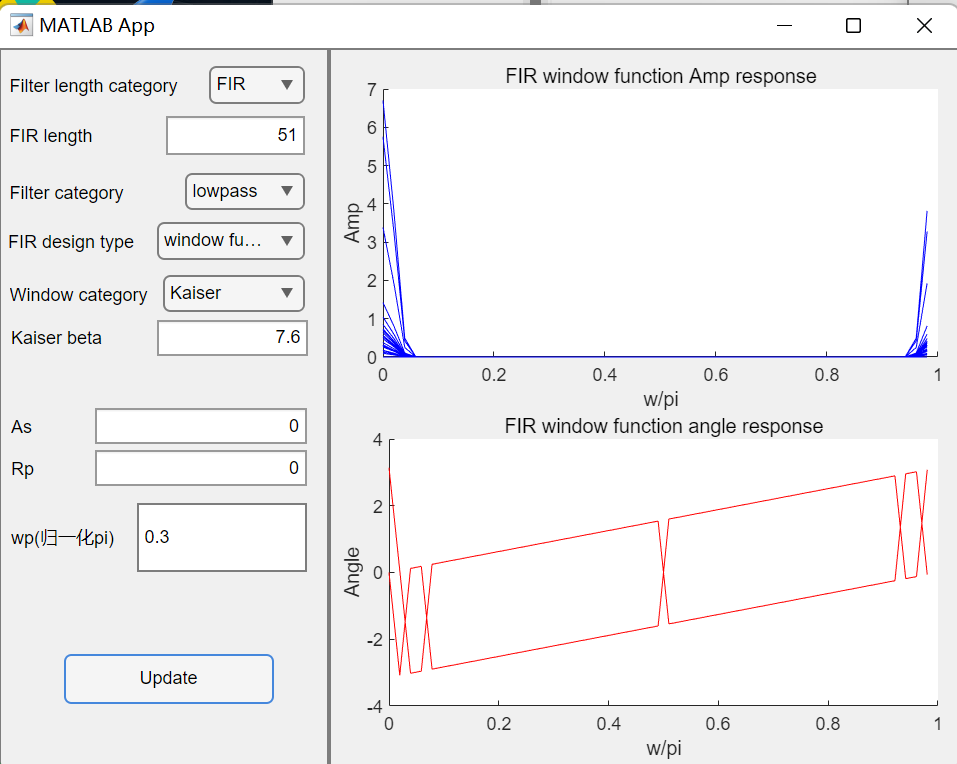 MATLAB App
Filter length category FIR
FIR length 51
Filter category lowpass
FIR design type window fu...
Window category Kaiser
Kaiser beta 7.6
As 0
Rp 0
wp(归一化pi) 0.3
Update
FIR window function Amp response
7
6
5
4
3
2
1
0
Amp
0 0.2 0.4 0.6 0.8 1
w/pi
FIR window function angle response
4
2
0
-2
-4
Angle
0 0.2 0.4 0.6 0.8 1
w/pi